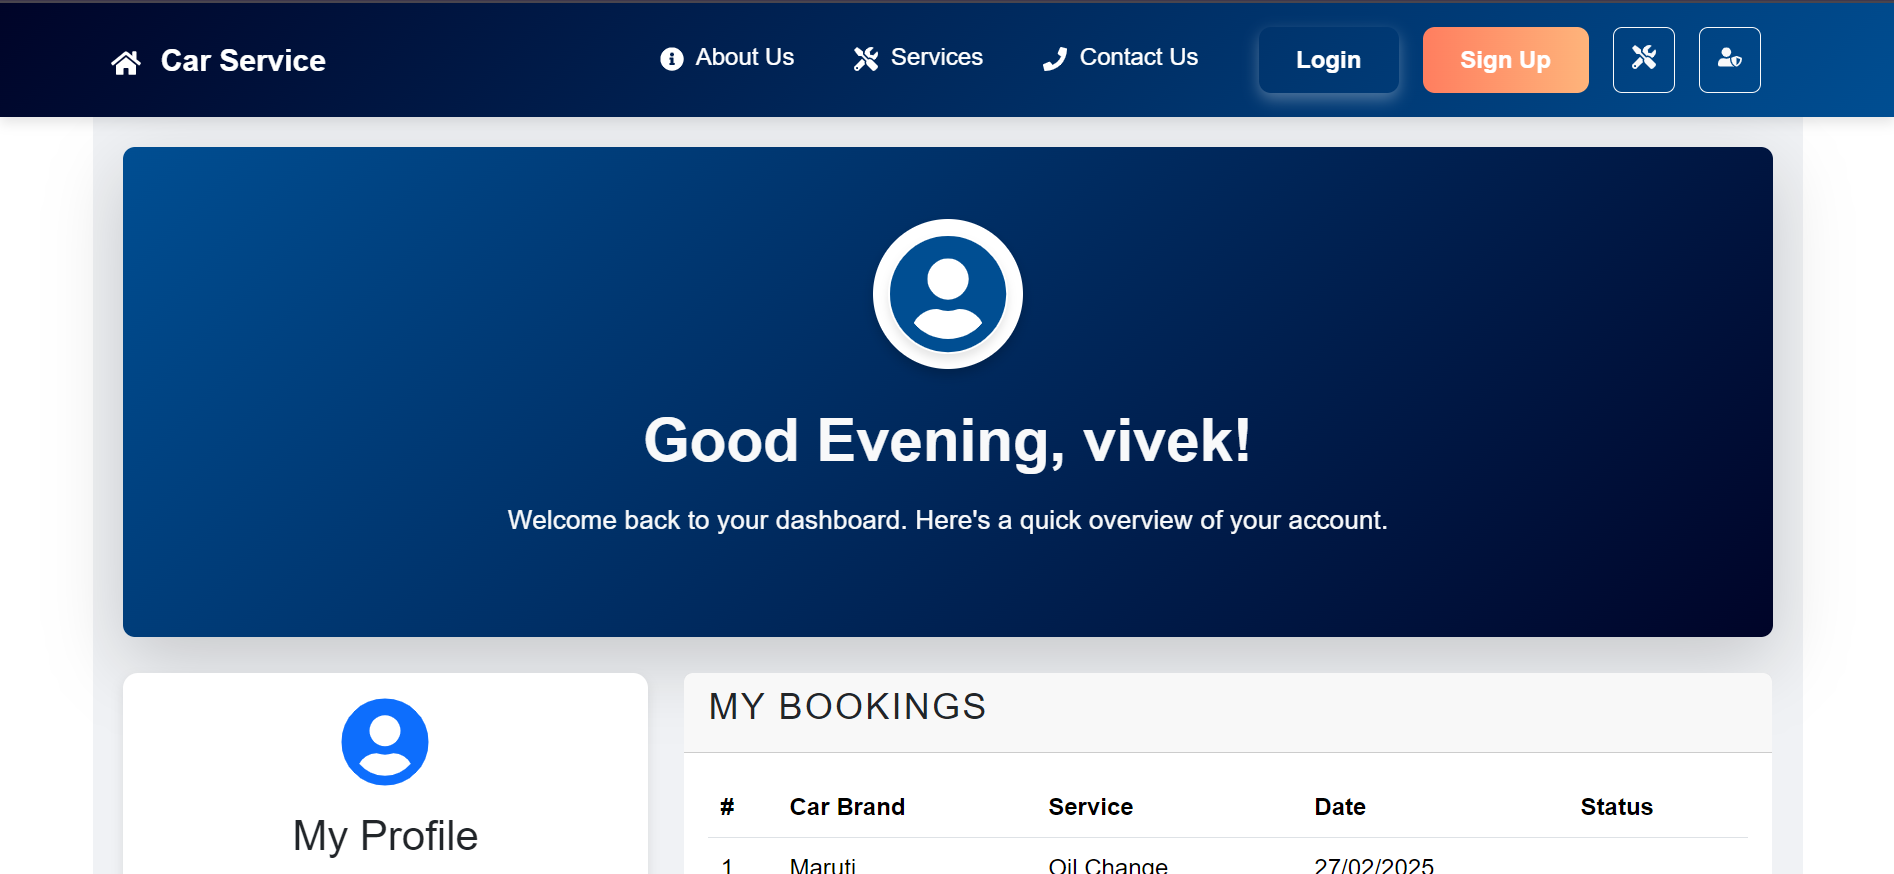 Car Service About Us Services Contact Us Login Sign Up
Good Evening, vivek!
Welcome back to your dashboard. Here's a quick overview of your account.
My Profile
MY BOOKINGS
# Car Brand Service Date Status
1 Maruti Oil Change 27/02/2025